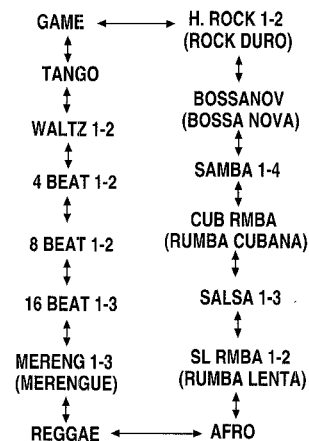 GAME
TANGO
WALTZ 1-2
4 BEAT 1-2
8 BEAT 1-2
16 BEAT 1-3
MERENG 1-3
(MERENGUE)
REGGAE
H. ROCK 1-2
(ROCK DURO)
BOSSANOV
(BOSSA NOVA)
SAMBA 1-4
CUB RMBA
(RUMBA CUBANA)
SALSA 1-3
SL RMBA 1-2
(RUMBA LENTA)
AFRO